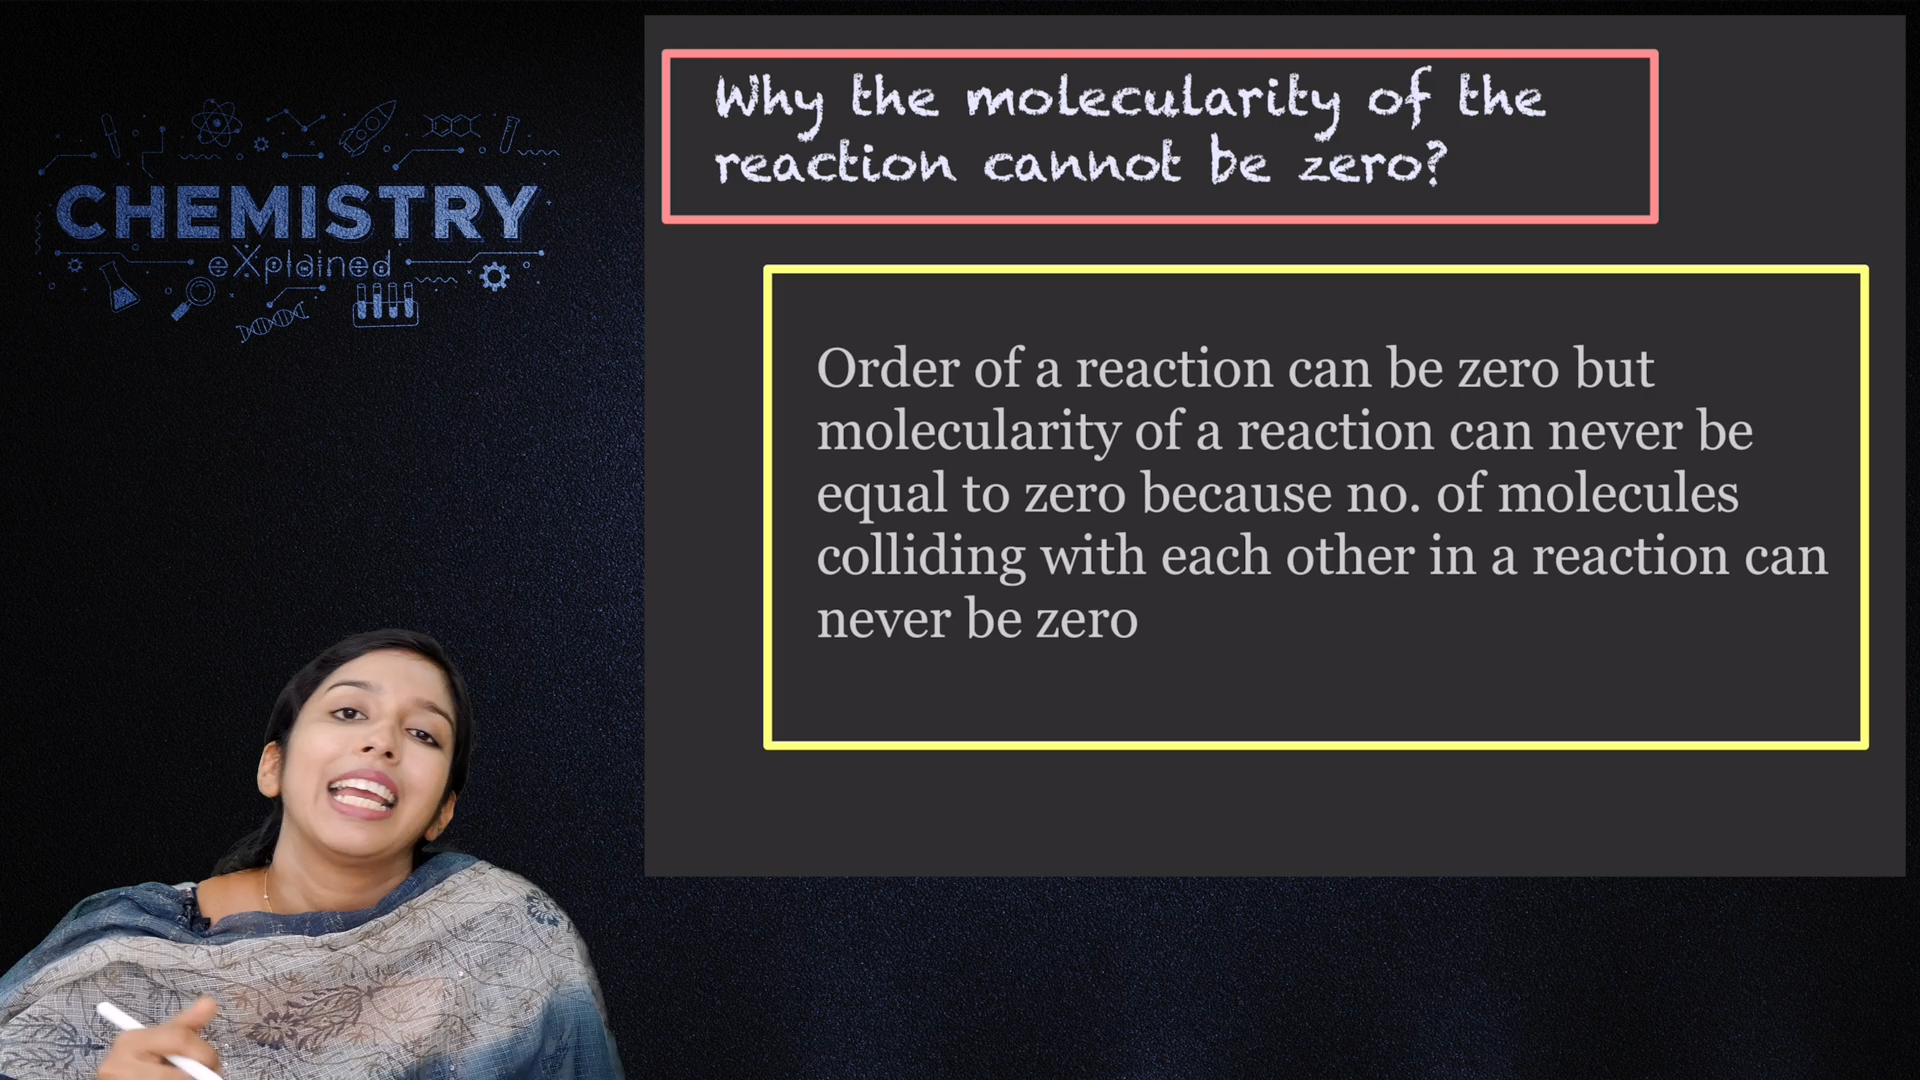 CHEMISTRY
eXplained
Why the molecularity of the
reaction cannot be zero?
Order of a reaction can be zero but
molecularity of a reaction can never be
equal to zero because no. of molecules
colliding with each other in a reaction can
never be zero